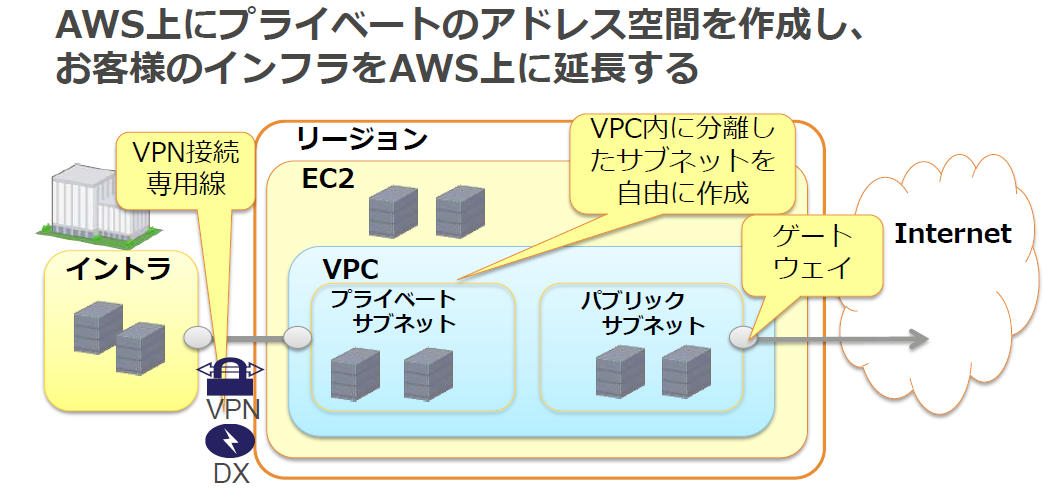 AWS上にプライベートのアドレス空間を作成し、
お客様のインフラをAWS上に延長する
リージョン
VPN接続
専用線
EC2
VPC内に分離し
たサブネットを
自由に作成
ゲート
ウェイ
Internet
イントラ
VPC
プライベート
サブネット
パブリック
サブネット
VPN
DX